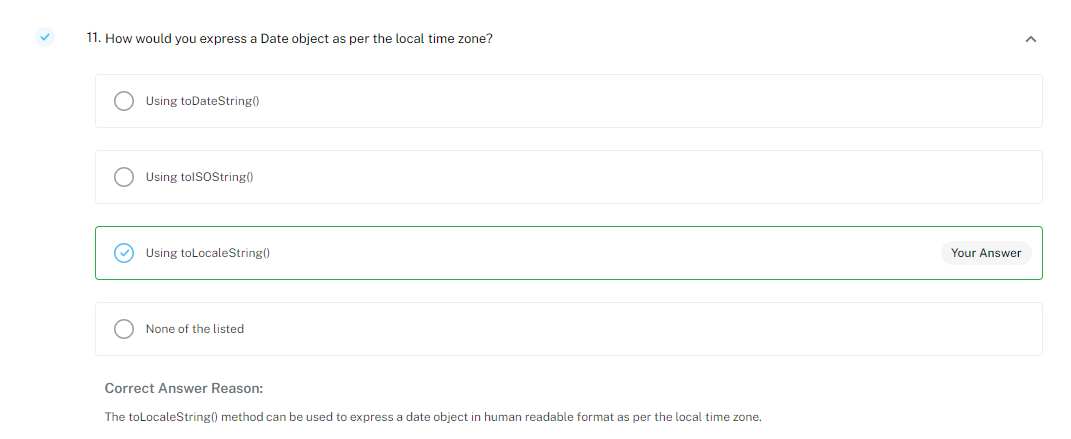 11. How would you express a Date object as per the local time zone?
Using toDateString()
Using toISOString()
Using toLocaleString()
Your Answer
None of the listed
Correct Answer Reason:
The toLocaleString() method can be used to express a date object in human readable format as per the local time zone.